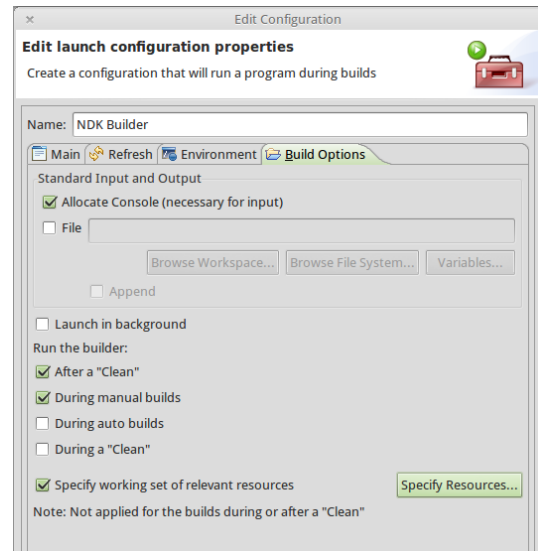 Edit Configuration
Edit launch configuration properties
Create a configuration that will run a program during builds
Name: NDK Builder
Main Refresh Environment Build Options
Standard Input and Output
Allocate Console (necessary for input)
File
Browse Workspace... Browse File System... Variables...
Append
Launch in background
Run the builder:
After a "Clean"
During manual builds
During auto builds
During a "Clean"
Specify working set of relevant resources Specify Resources...
Note: Not applied for the builds during or after a "Clean"